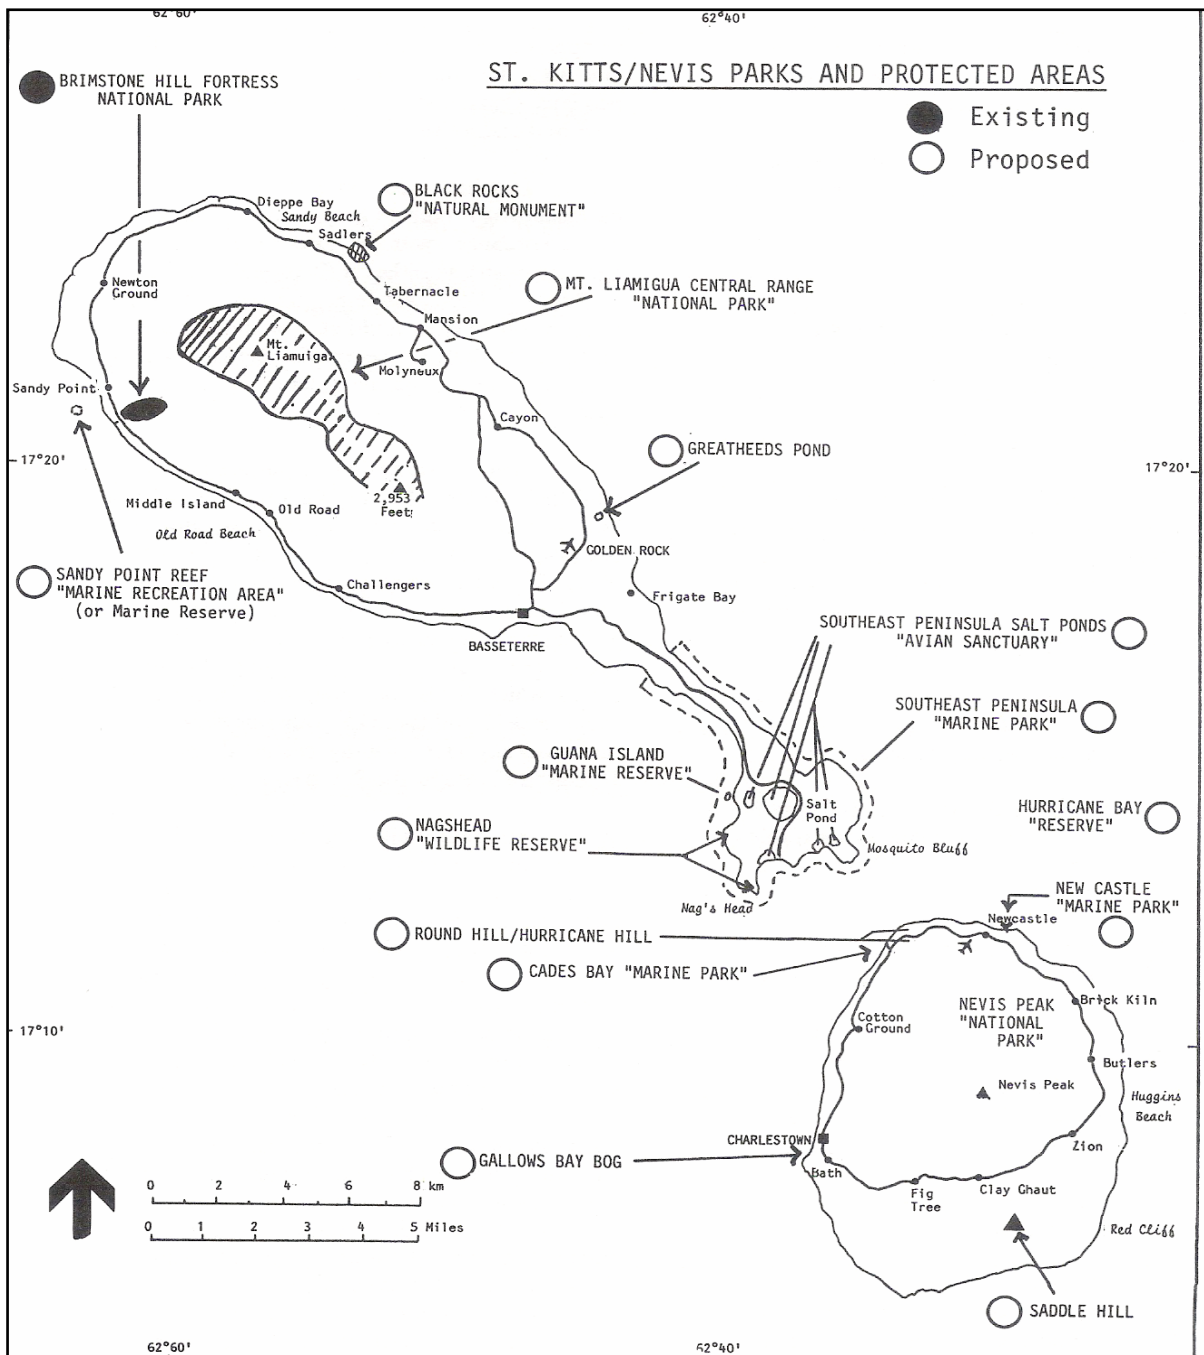 62°60'
62°40'
ST. KITTS/NEVIS PARKS AND PROTECTED AREAS
Existing
Proposed
BRIMSTONE HILL FORTRESS
NATIONAL PARK
BLACK ROCKS
"NATURAL MONUMENT"
Dieppe Bay
Sandy Beach
Sadlers
MT. LIAMIGUA CENTRAL RANGE
"NATIONAL PARK"
Newton
Ground
Tabernacle
Mansion
Mt.
Liamuiga
Molyneux
Sandy Point
Cayon
GREATHEEDS POND
17°20'
17°20'
2,953
Feet
Middle Island
Old Road
Old Road Beach
GOLDEN ROCK
SANDY POINT REEF
"MARINE RECREATION AREA"
(or Marine Reserve)
Challengers
Frigate Bay
BASSETERRE
SOUTHEAST PENINSULA SALT PONDS
"AVIAN SANCTUARY"
SOUTHEAST PENINSULA
"MARINE PARK"
GUANA ISLAND
"MARINE RESERVE"
Salt
Pond
HURRICANE BAY
"RESERVE"
NAGSHEAD
"WILDLIFE RESERVE"
Mosquito Bluff
Nag's Head
NEW CASTLE
"MARINE PARK"
Newcastle
ROUND HILL/HURRICANE HILL
CADES BAY "MARINE PARK"
NEVIS PEAK
"NATIONAL
PARK"
Brick Kiln
Cotton
Ground
17°10'
Butlers
Nevis Peak
Huggins
Beach
CHARLESTOWN
Zion
GALLOWS BAY BOG
Bath
Fig
Tree
Clay Ghaut
0 2 4 6 8 km
0 1 2 3 4 5 Miles
Red Cliff
SADDLE HILL
62°60'
62°40'